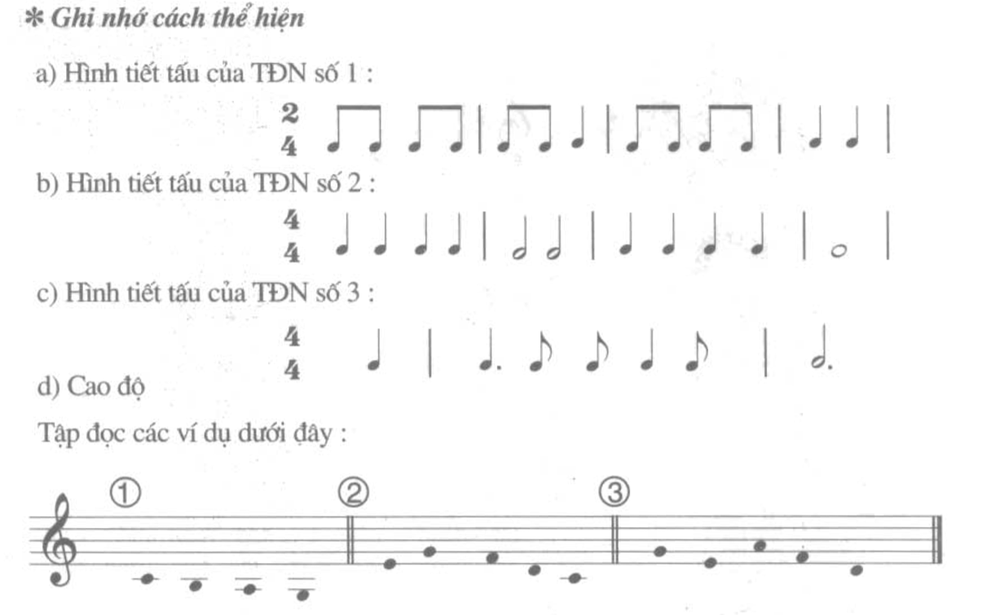 * Ghi nhớ cách thể hiện
a) Hình tiết tấu của TĐN số 1 :
2
4
b) Hình tiết tấu của TĐN số 2 :
4
4
c) Hình tiết tấu của TĐN số 3 :
4
4
d) Cao độ
Tập đọc các ví dụ dưới đây :
① ② ③